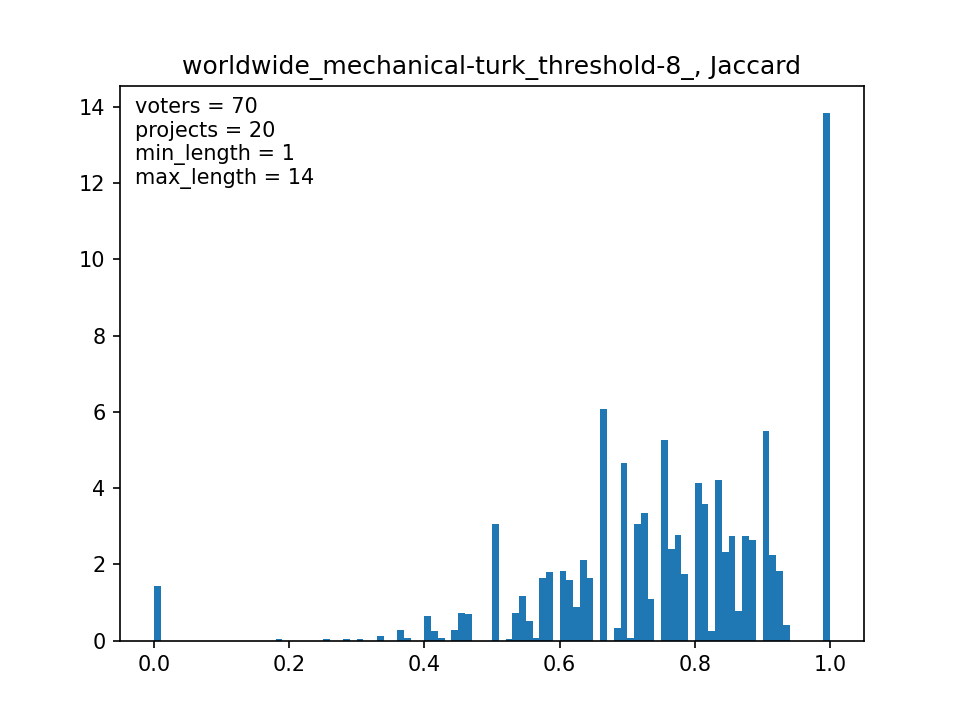 worldwide_mechanical-turk_threshold-8_, Jaccard
voters = 70
projects = 20
min_length = 1
max_length = 14
14
12
10
8
6
4
2
0
0.0 0.2 0.4 0.6 0.8 1.0